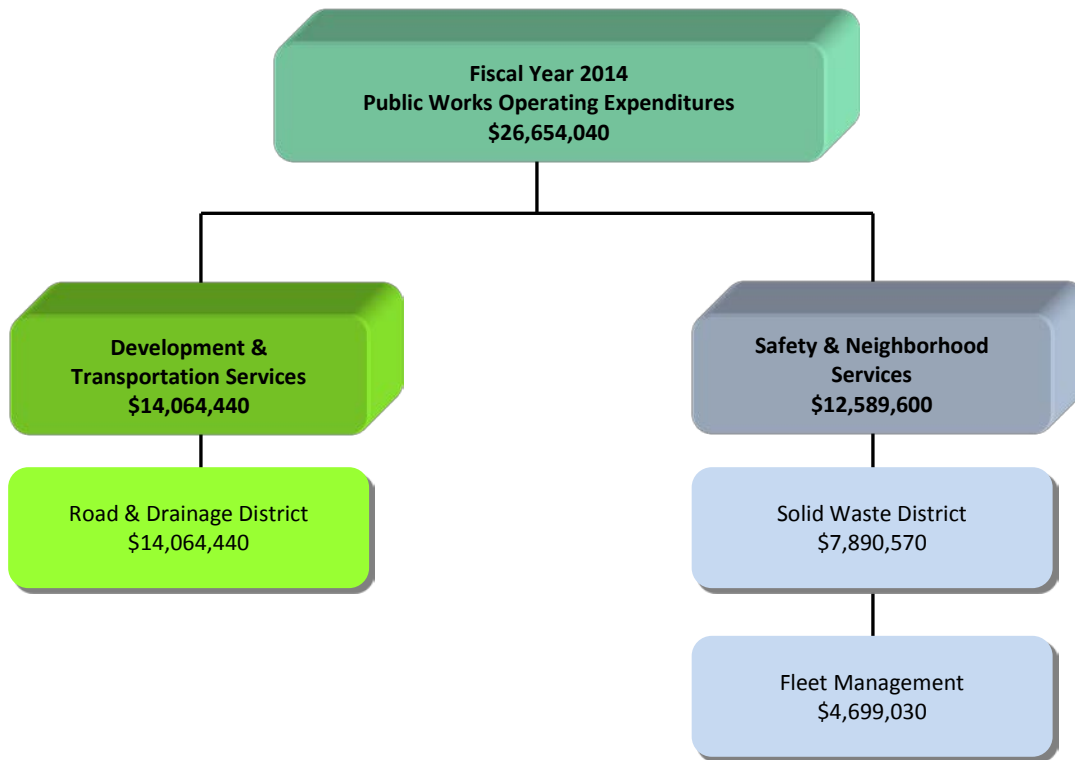 Fiscal Year 2014
Public Works Operating Expenditures
$26,654,040
Development &
Transportation Services
$14,064,440
Safety & Neighborhood
Services
$12,589,600
Road & Drainage District
$14,064,440
Solid Waste District
$7,890,570
Fleet Management
$4,699,030